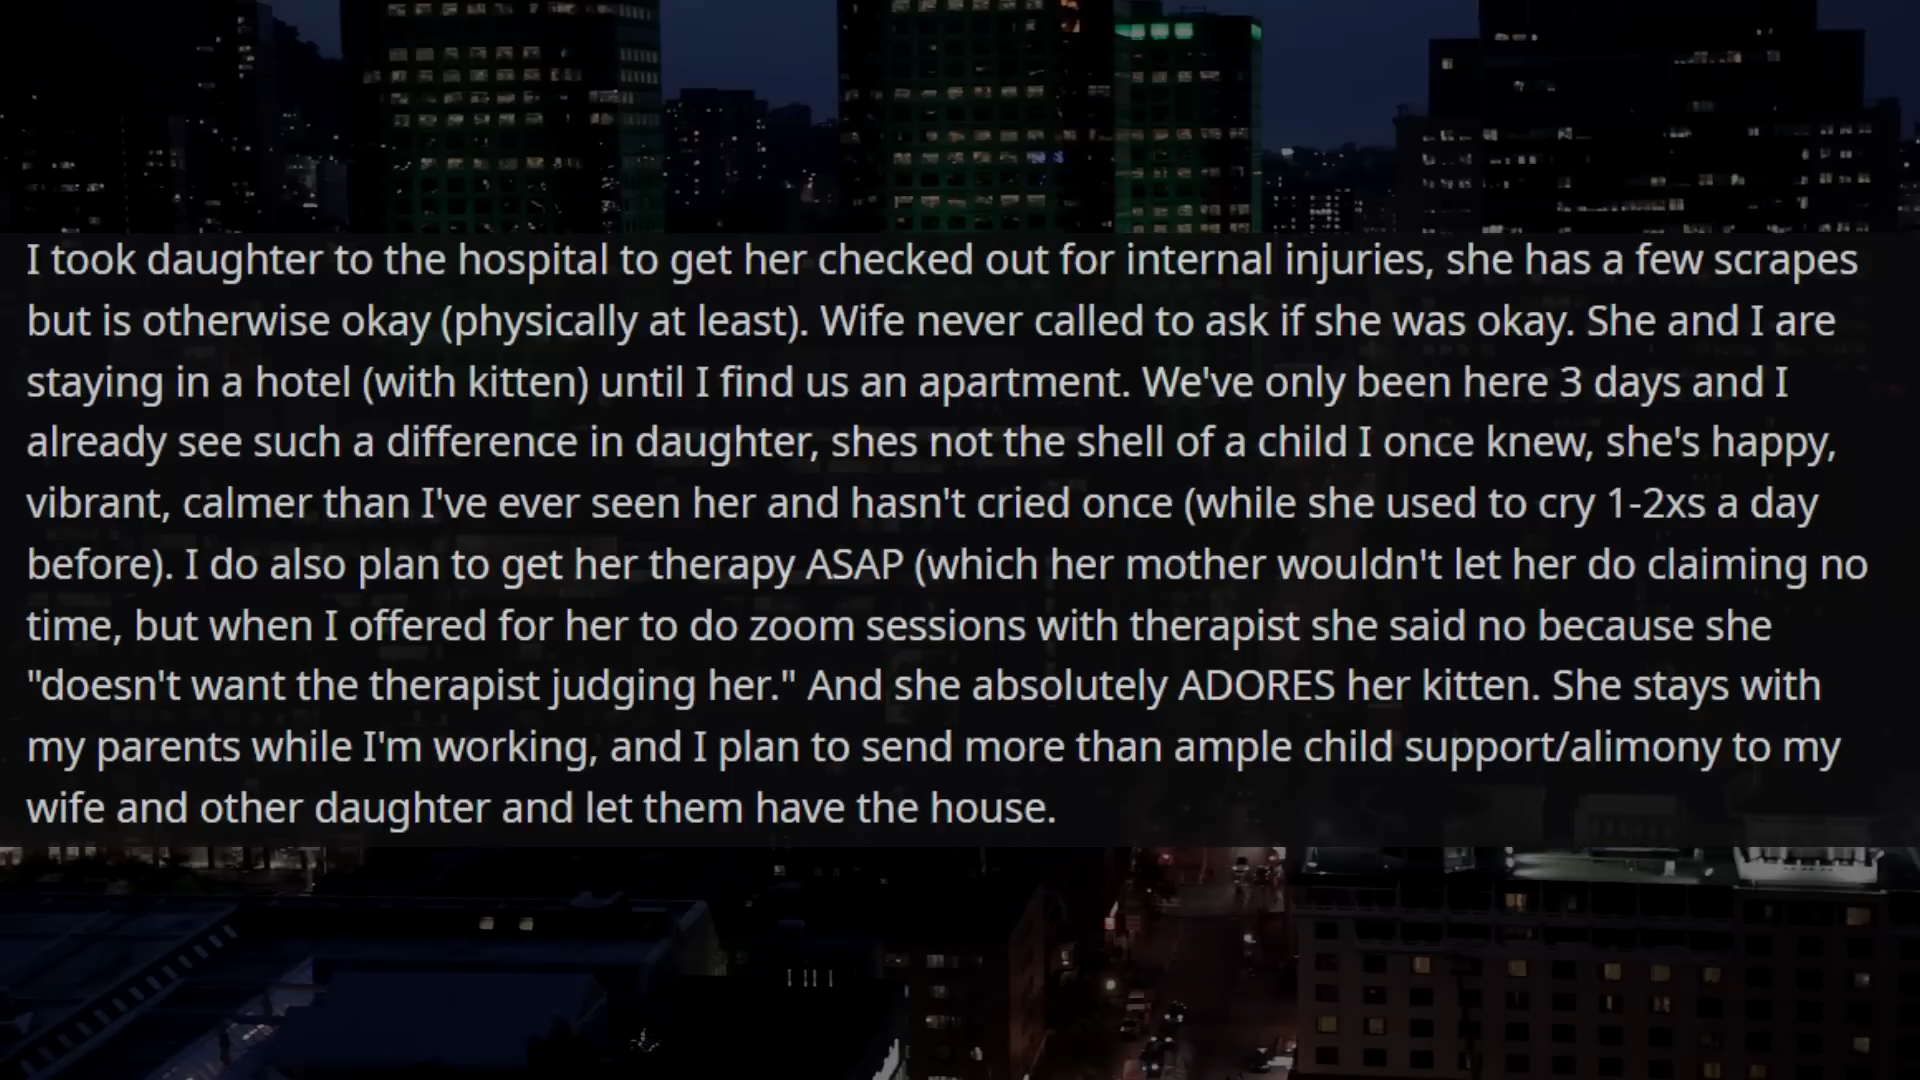 I took daughter to the hospital to get her checked out for internal injuries, she has a few scrapes
but is otherwise okay (physically at least). Wife never called to ask if she was okay. She and I are
staying in a hotel (with kitten) until I find us an apartment. We've only been here 3 days and I
already see such a difference in daughter, shes not the shell of a child I once knew, she's happy,
vibrant, calmer than I've ever seen her and hasn't cried once (while she used to cry 1-2xs a day
before). I do also plan to get her therapy ASAP (which her mother wouldn't let her do claiming no
time, but when I offered for her to do zoom sessions with therapist she said no because she
"doesn't want the therapist judging her." And she absolutely ADORES her kitten. She stays with
my parents while I'm working, and I plan to send more than ample child support/alimony to my
wife and other daughter and let them have the house.